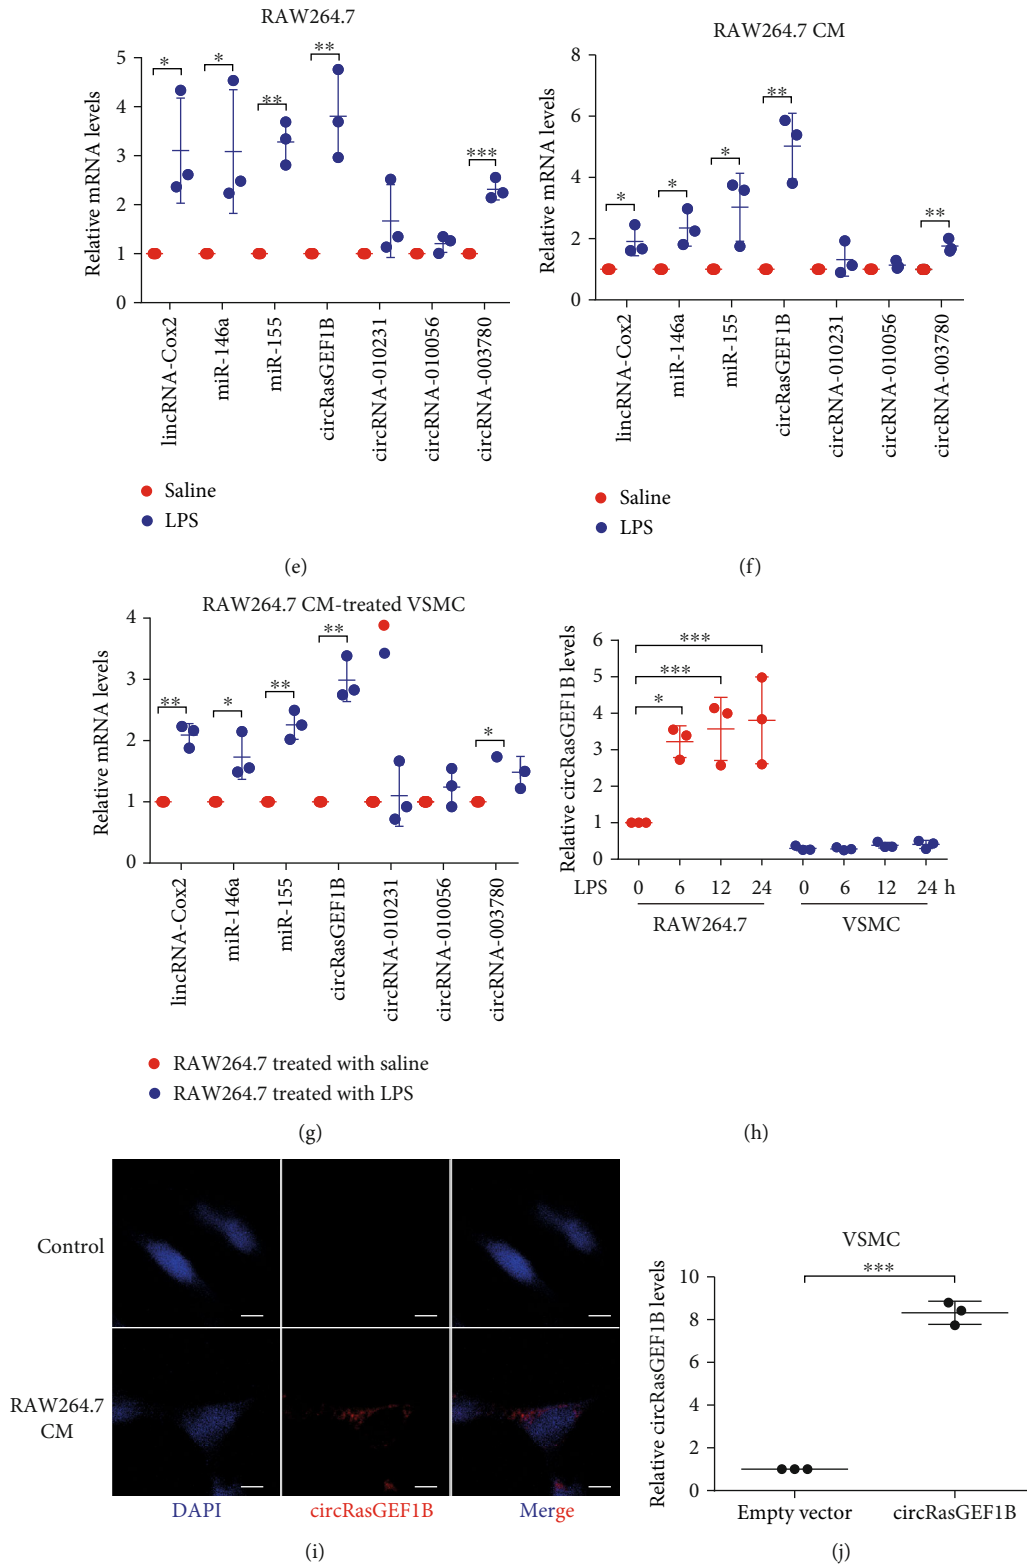 RAW264.7
Relative mRNA levels
5
4
3
2
1
0
* * ** ** ***
lincRNA-Cox2
miR-146a
miR-155
circRasGEF1B
circRNA-010231
circRNA-010056
circRNA-003780
Saline
LPS
(e)
RAW264.7 CM
Relative mRNA levels
8
6
4
2
0
* * * ** **
lincRNA-Cox2
miR-146a
miR-155
circRasGEF1B
circRNA-010231
circRNA-010056
circRNA-003780
Saline
LPS
(f)
RAW264.7 CM-treated VSMC
Relative mRNA levels
4
3
2
1
0
** * ** ** *
lincRNA-Cox2
miR-146a
miR-155
circRasGEF1B
circRNA-010231
circRNA-010056
circRNA-003780
RAW264.7 treated with saline
RAW264.7 treated with LPS
(g)
Relative circRasGEF1B levels
6
5
4
3
2
1
0
***
***
*
LPS 0 6 12 24 0 6 12 24 h
RAW264.7 VSMC
(h)
Control
RAW264.7
CM
DAPI circRasGEF1B Merge
(i)
VSMC
Relative circRasGEF1B levels
10
8
6
4
2
0
***
Empty vector circRasGEF1B
(j)